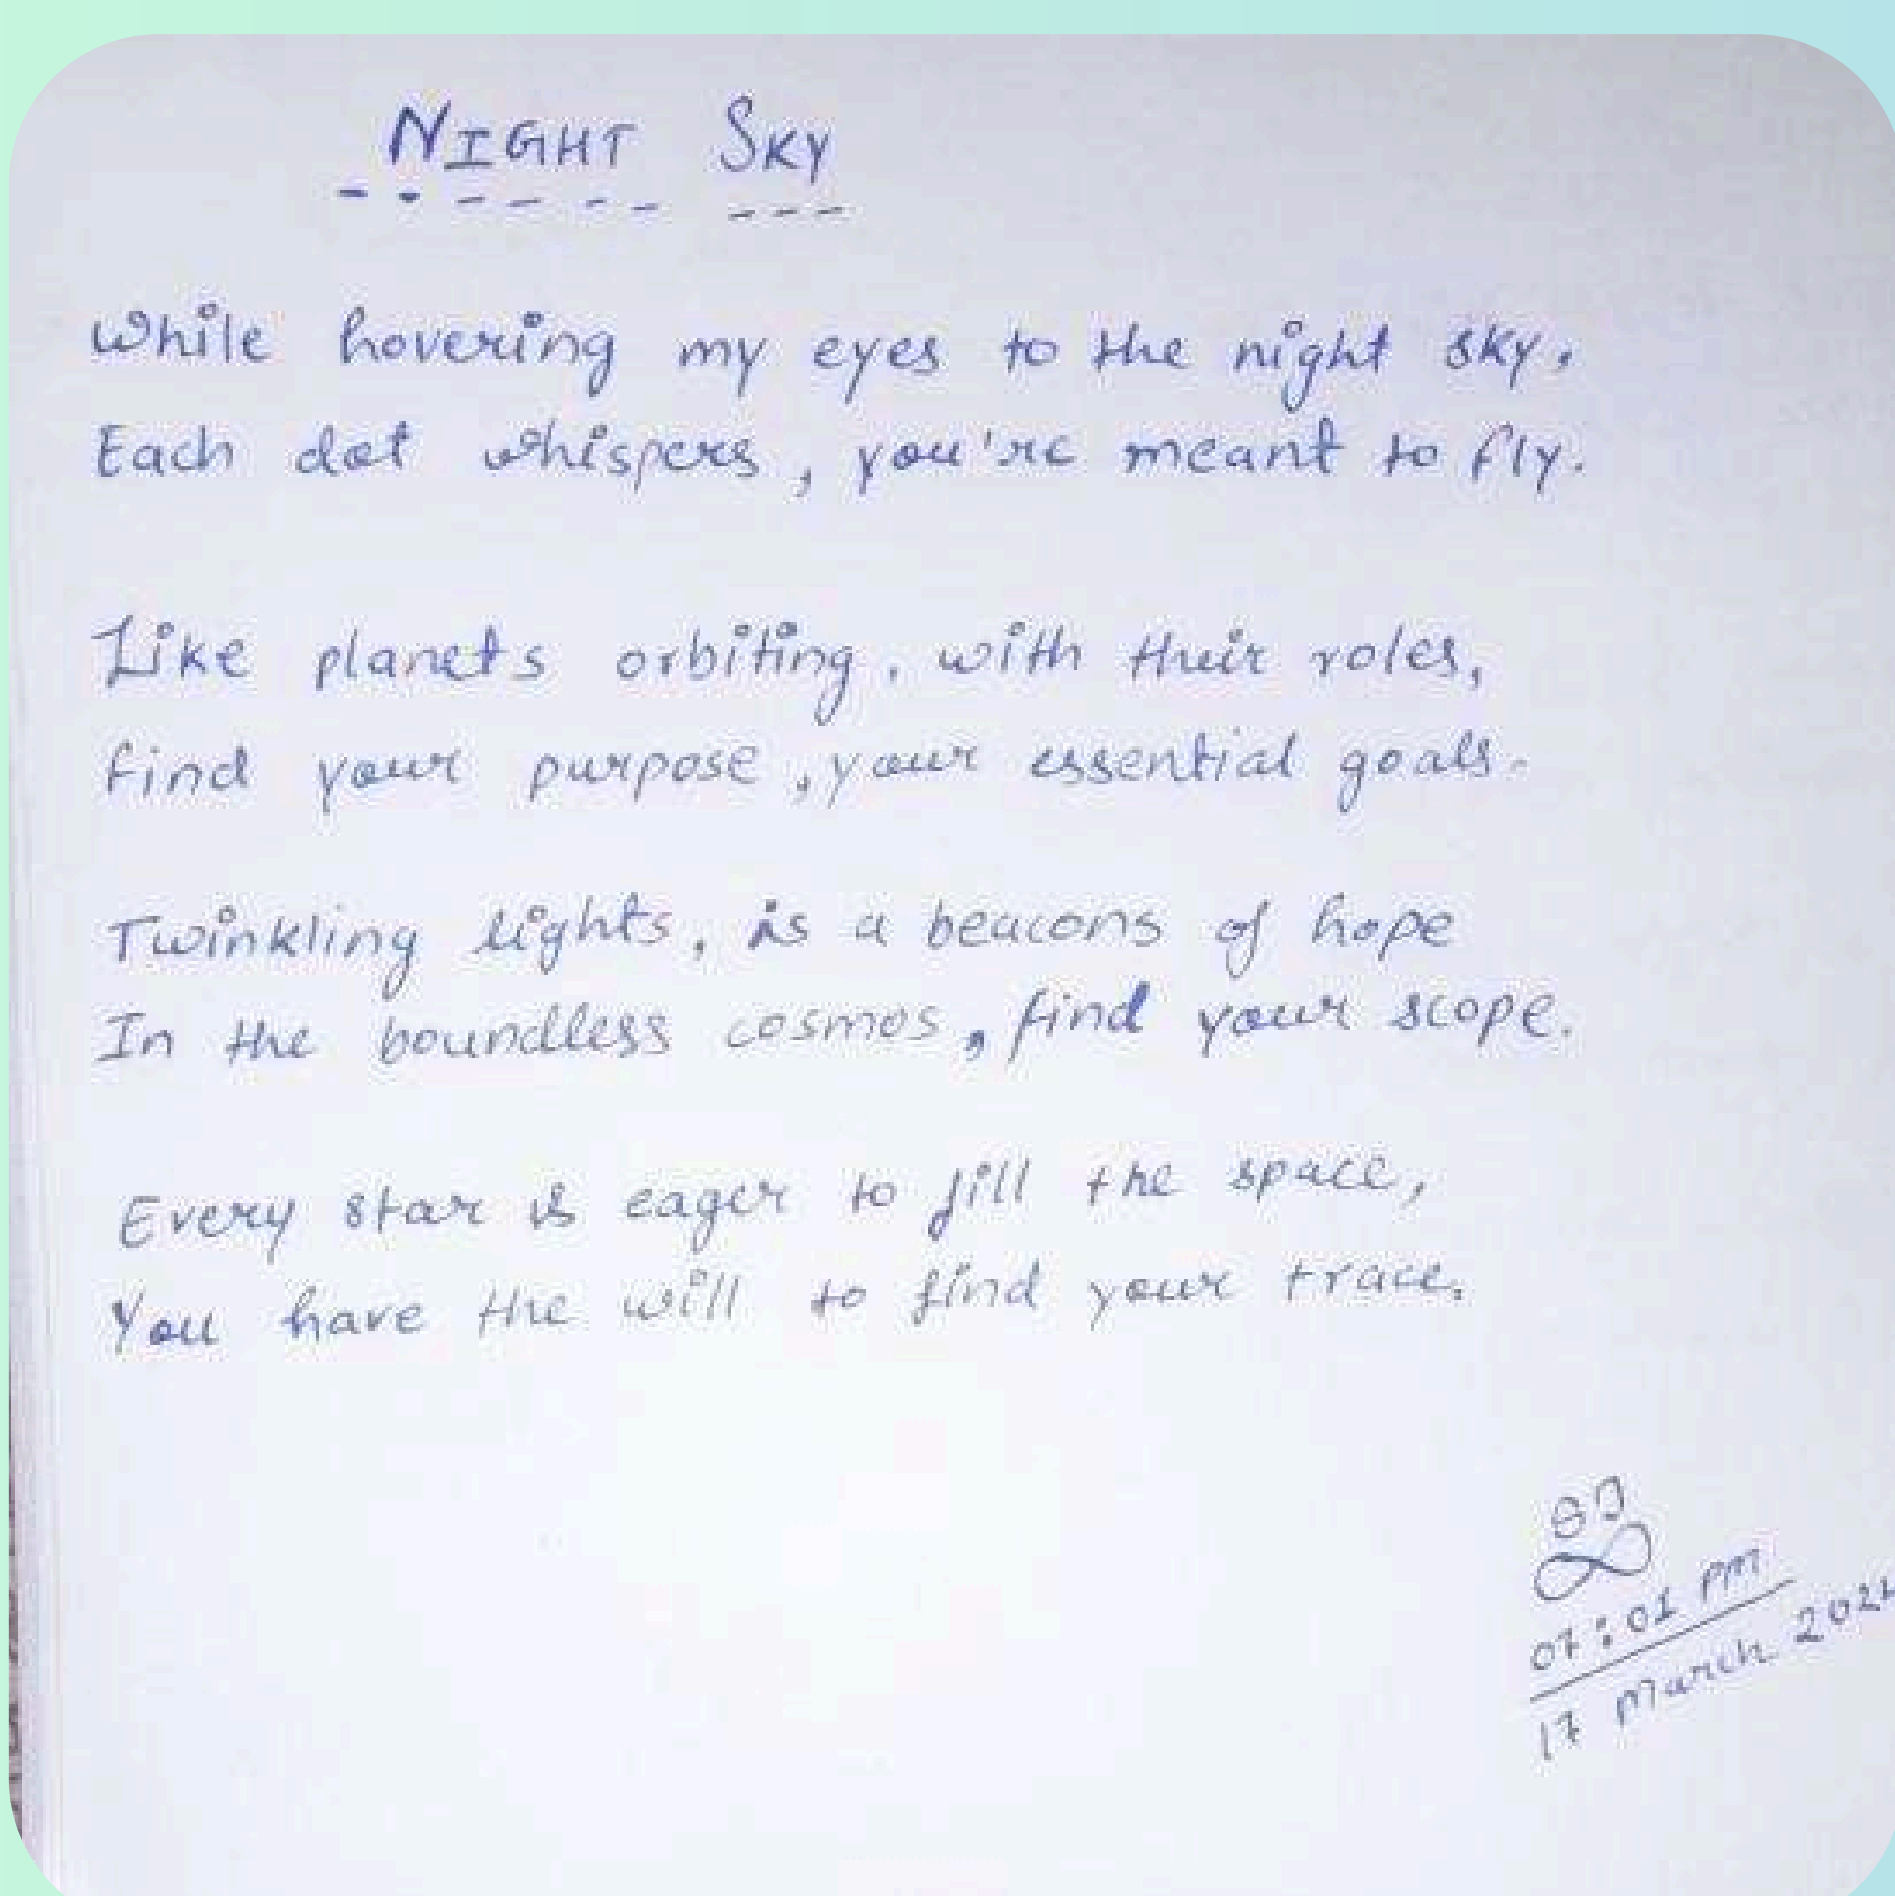 NIGHT SKY
While hovering my eyes to the night sky,
Each dot whispers, you're meant to fly.
Like planets orbiting, with their roles,
find your purpose, your essential goals.
Twinkling lights, is a beacons of hope
In the boundless cosmos, find your scope.
Every star is eager to fill the space,
You have the will to find your trace.
07:01 pm
17 March 2024